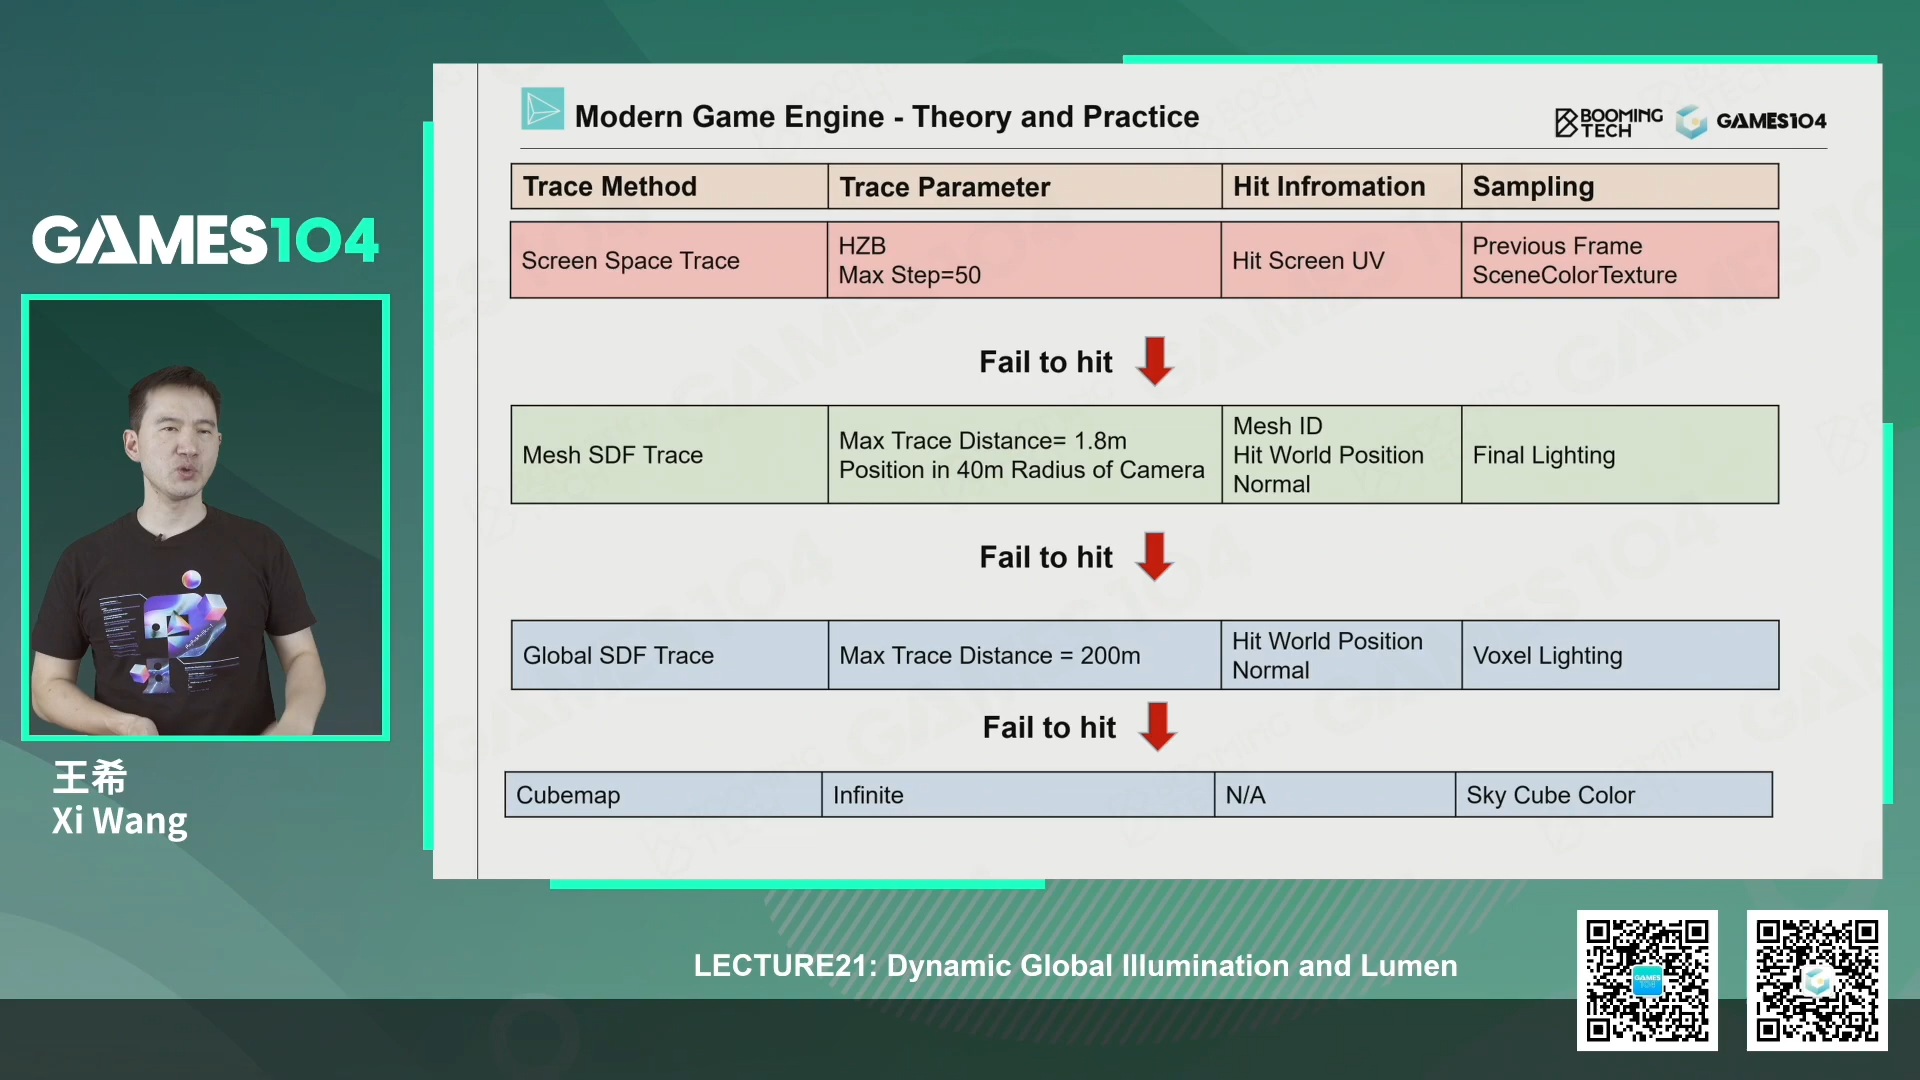 GAMES104
王希
Xi Wang
Modern Game Engine - Theory and Practice
BOOMING TECH
GAMES104
Trace Method
Trace Parameter
Hit Infromation
Sampling
Screen Space Trace
HZB
Max Step=50
Hit Screen UV
Previous Frame
SceneColorTexture
Fail to hit
Mesh SDF Trace
Max Trace Distance= 1.8m
Position in 40m Radius of Camera
Mesh ID
Hit World Position
Normal
Final Lighting
Fail to hit
Global SDF Trace
Max Trace Distance = 200m
Hit World Position
Normal
Voxel Lighting
Fail to hit
Cubemap
Infinite
N/A
Sky Cube Color
LECTURE21: Dynamic Global Illumination and Lumen